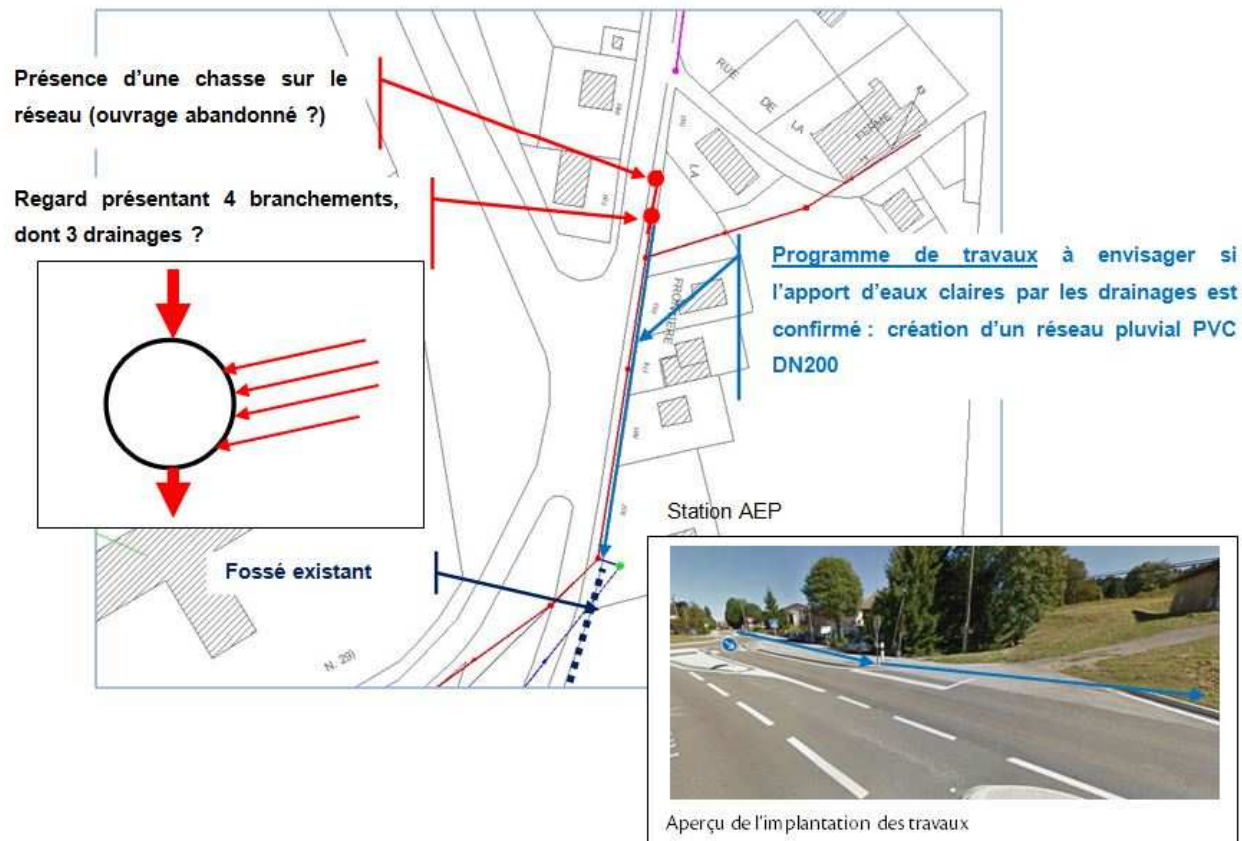 Présence d'une chasse sur le
réseau (ouvrage abandonné ?)
Regard présentant 4 branchements,
dont 3 drainages ?
RUE
DE
LA
FERME
LA
FRONTIERE
Programme de travaux à envisager si
l'apport d'eaux claires par les drainages est
confirmé : création d'un réseau pluvial PVC
DN200
Fossé existant
Station AEP
Aperçu de l'implantation des travaux